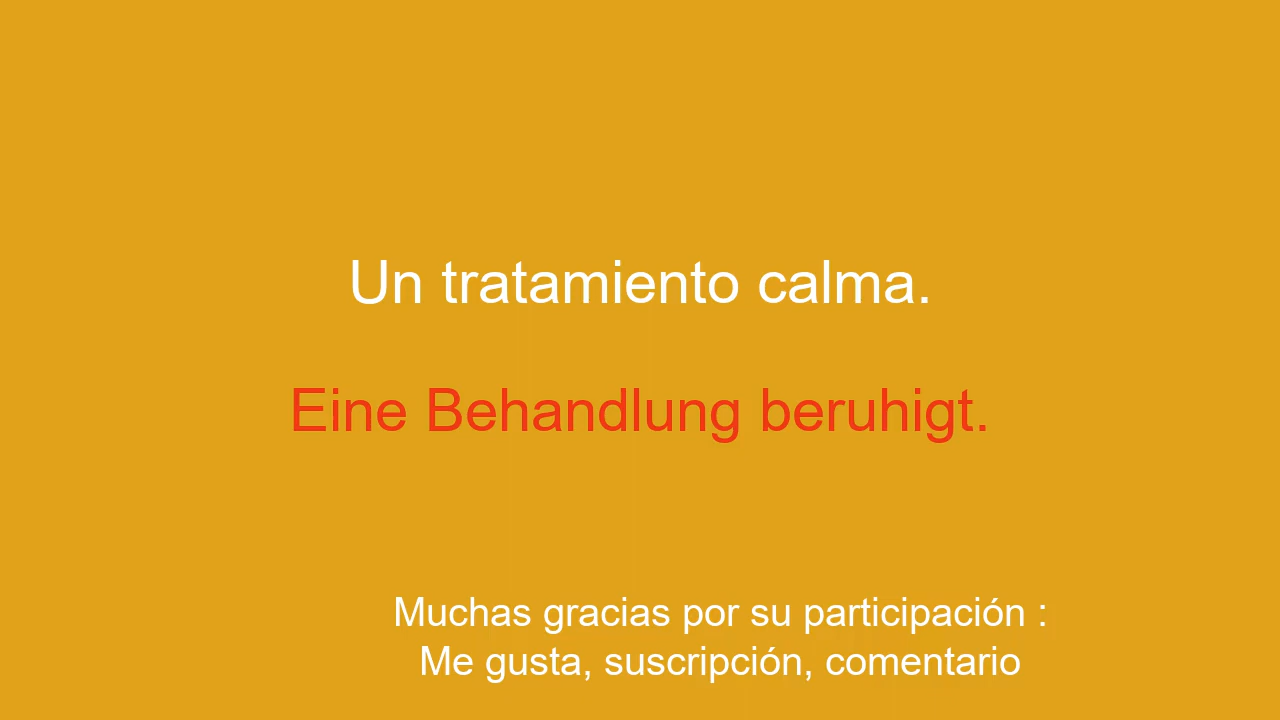 Un tratamiento calma.
Eine Behandlung beruhigt.
Muchas gracias por su participación :
Me gusta, suscripción, comentario